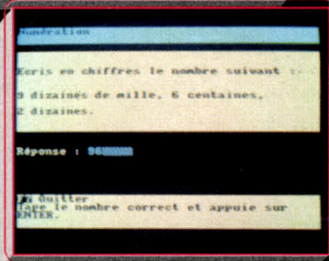 Numération
Ecris en chiffres le nombre suivant :-
9 dizaines de mille, 6 centaines,
2 dizaines.
Réponse : 96
Quitter
Tape le nombre correct et appuie sur
ENTER.